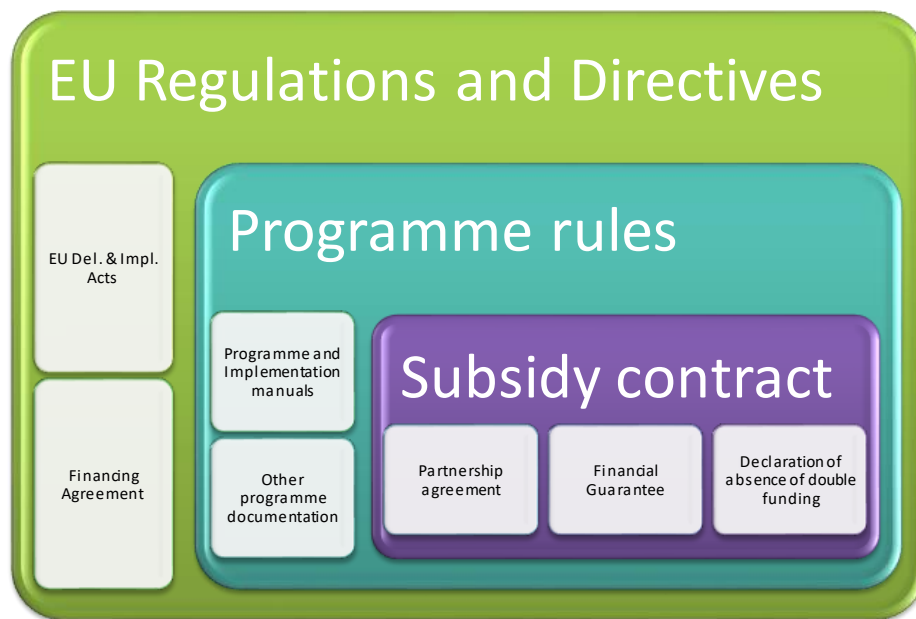 EU Regulations and Directives
EU Del. & Impl.
Acts
Financing
Agreement
Programme rules
Programme and
Implementation
manuals
Other
programme
documentation
Subsidy contract
Partnership
agreement
Financial
Guarantee
Declaration of
absence of double
funding